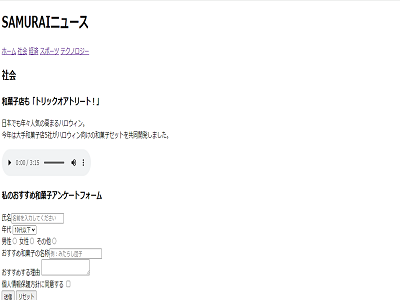 SAMURAIニュース
ホーム 社会 経済 スポーツ テクノロジー
社会
和菓子店も「トリックオアトリート！」
日本でも年々人気の高まるハロウィン。
今年は大手和菓子店5社がハロウィン向けの和菓子ゼットを共同開発しました。
0:00 / 3:15
私のおすすめ和菓子アンケートフォーム
氏名 名前を入力してください
年代 10代以下
男性 女性 その他
おすすめ和菓子の名称 例：みたらし団子
おすすめする理由
個人情報保護方針に同意する
送信 リセット